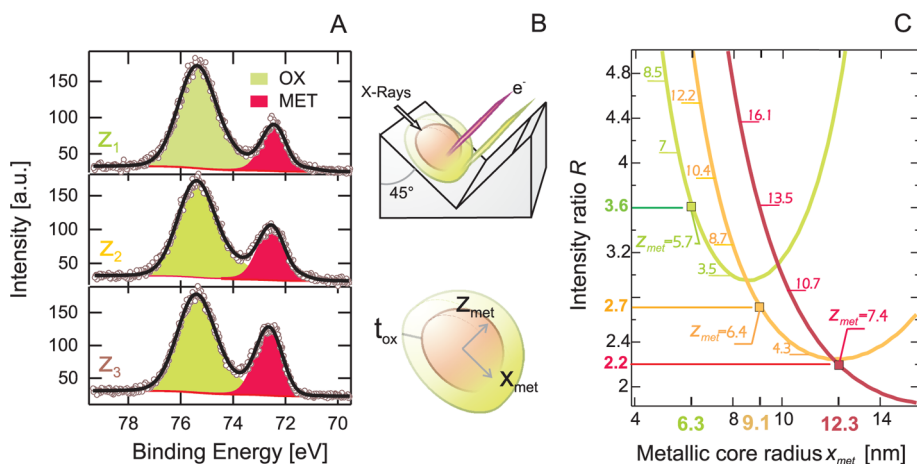 A
B
C
Intensity [a.u.]
150
100
50
OX
MET
Z1
150
100
50
Z2
150
100
50
Z3
78
76
74
72
70
Binding Energy [eV]
X-Rays
e-
45°
tox
Zmet
Xmet
Intensity ratio R
4.8
4.4
4
3.6
3.2
2.7
2.4
2.2
2
8.5
12.2
16.1
7
10.4
13.5
Zmet=5.7
8.7
3.5
10.7
Zmet=6.4
Zmet=7.4
4.3
4
6.3
8
9.1
10
12.3
14
Metallic core radius xmet [nm]